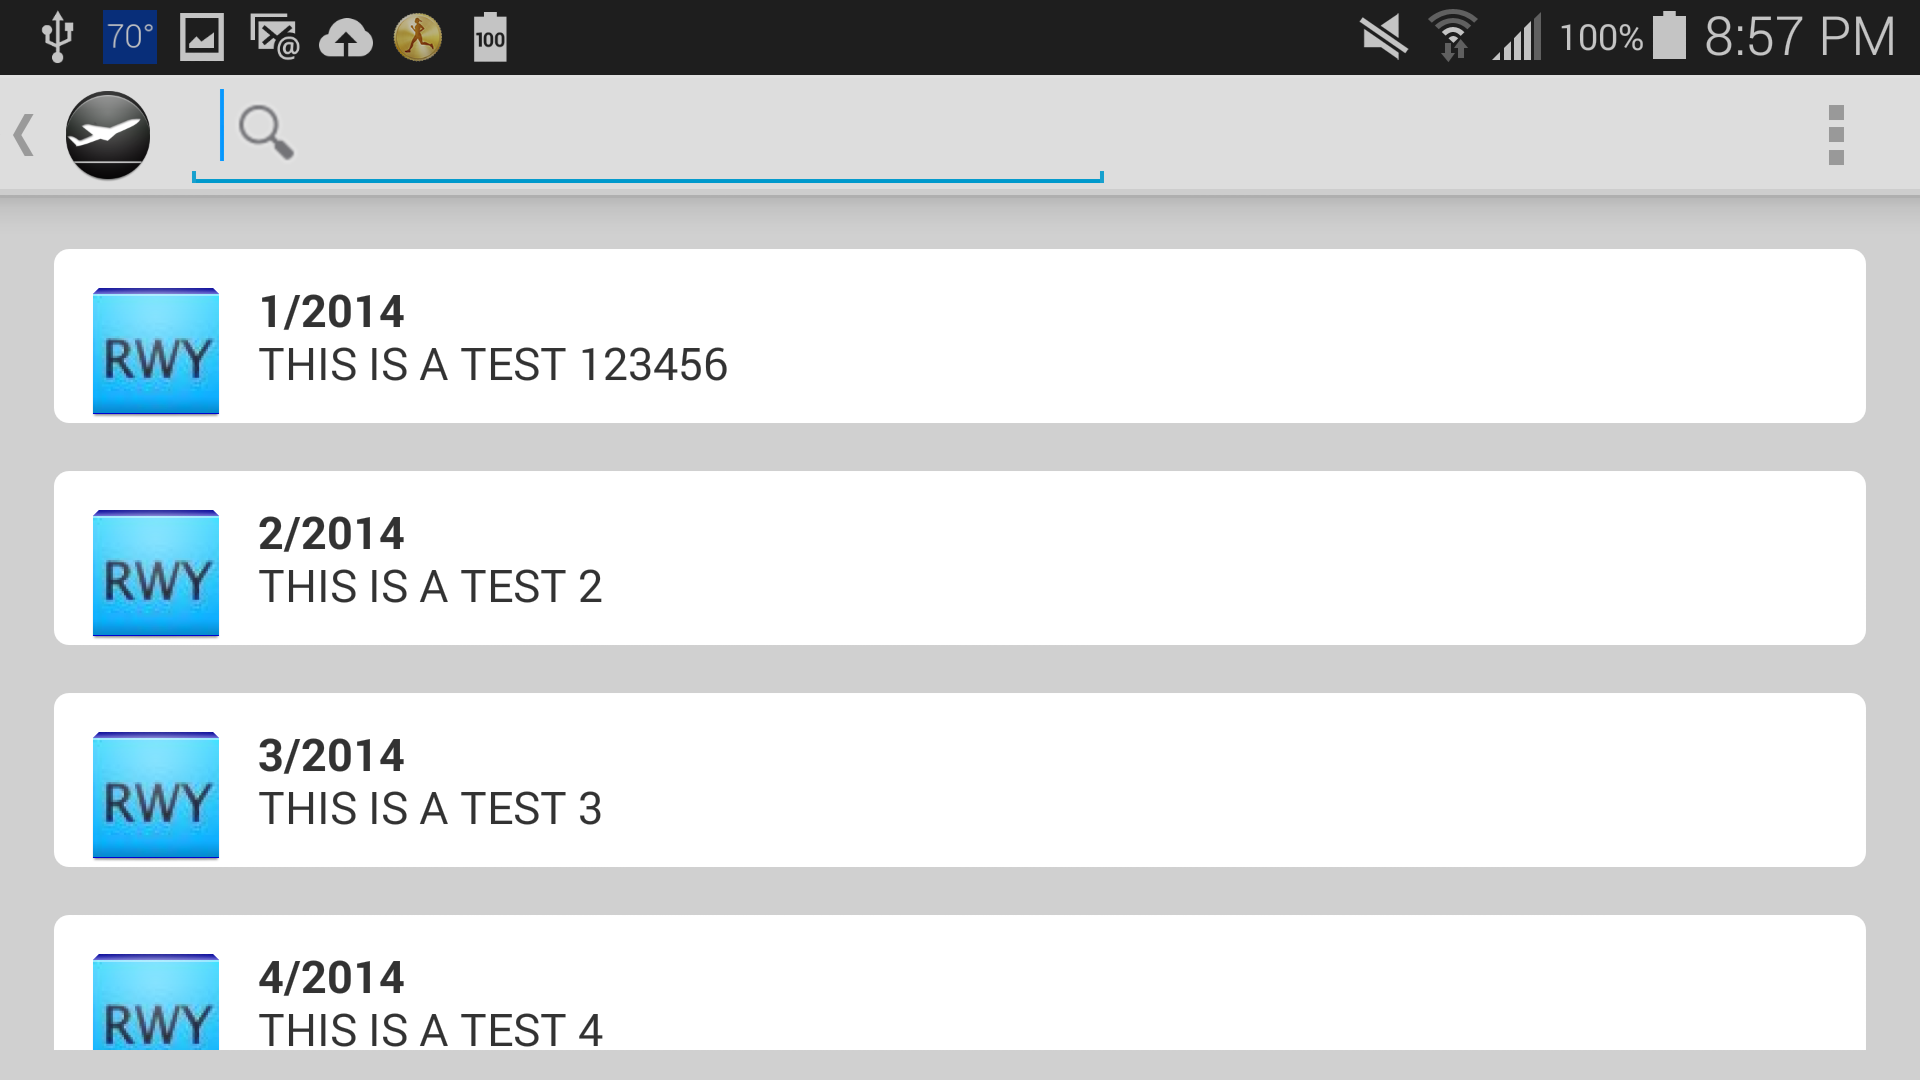 70°
@
100
100%
8:57 PM
RWY
1/2014
THIS IS A TEST 123456
RWY
2/2014
THIS IS A TEST 2
RWY
3/2014
THIS IS A TEST 3
RWY
4/2014
THIS IS A TEST 4